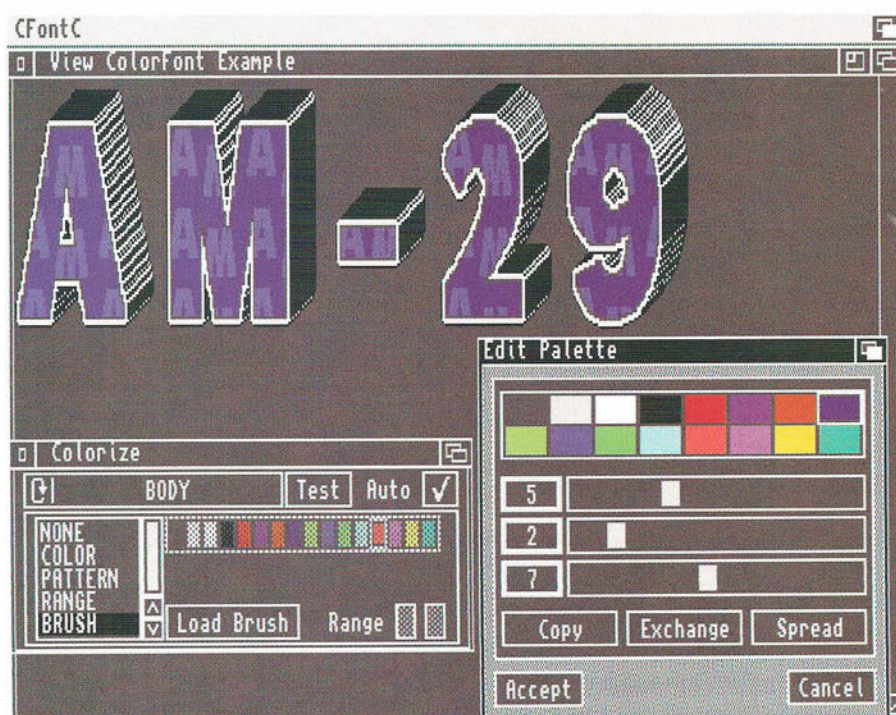 CFontC
View ColorFont Example
AM-29
Edit Palette
Colorize
BODY Test Auto
NONE
COLOR
PATTERN
RANGE
BRUSH
Load Brush Range
5
2
7
Copy Exchange Spread
Accept Cancel